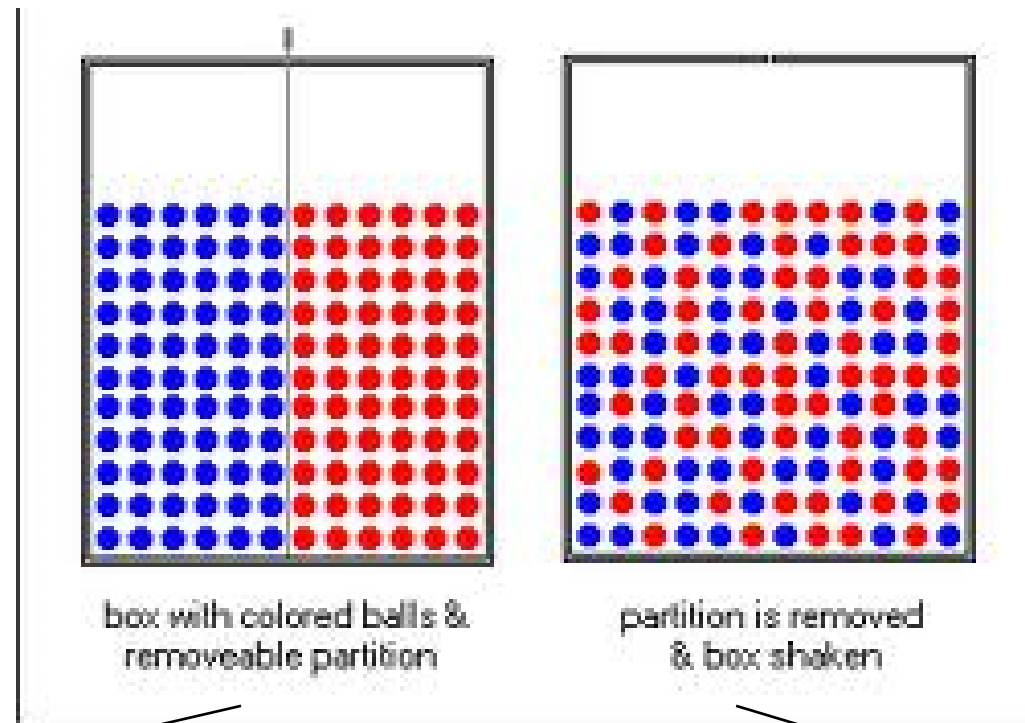 box with colored balls &
removeable partition
partition is removed
& box shaken